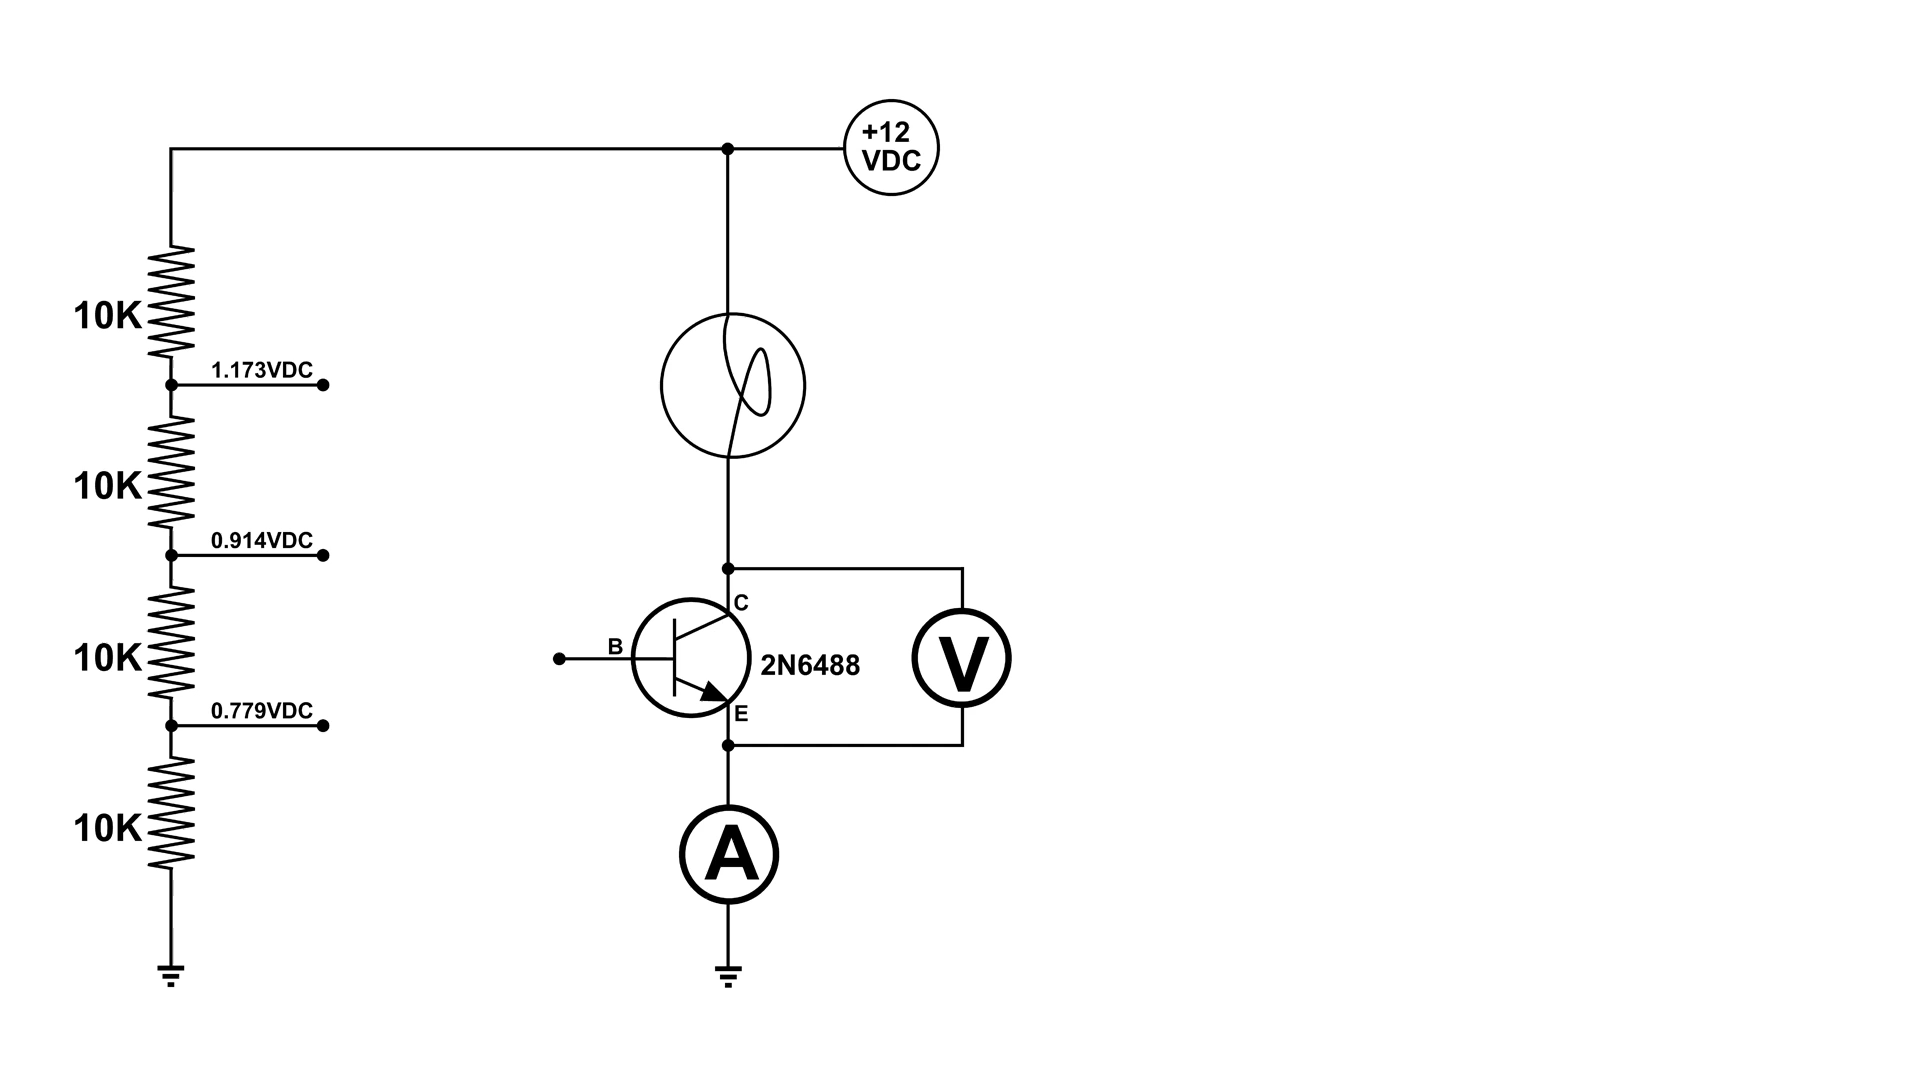 +12
VDC
10K
1.173VDC
10K
0.914VDC
10K
0.779VDC
10K
B
C
2N6488
E
V
A